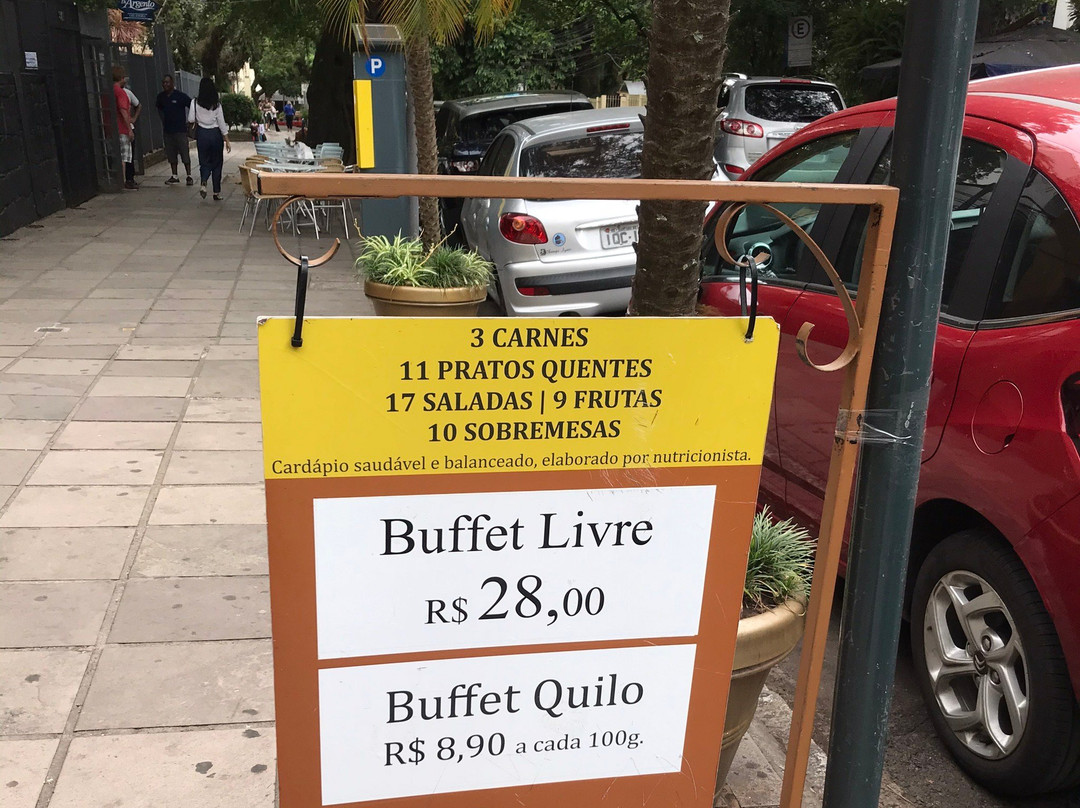 Argento
P
E
3 CARNES
11 PRATOS QUENTES
17 SALADAS | 9 FRUTAS
10 SOBREMESAS
Cardápio saudável e balanceado, elaborado por nutricionista.
Buffet Livre
R$ 28,00
Buffet Quilo
R$ 8,90 a cada 100g.